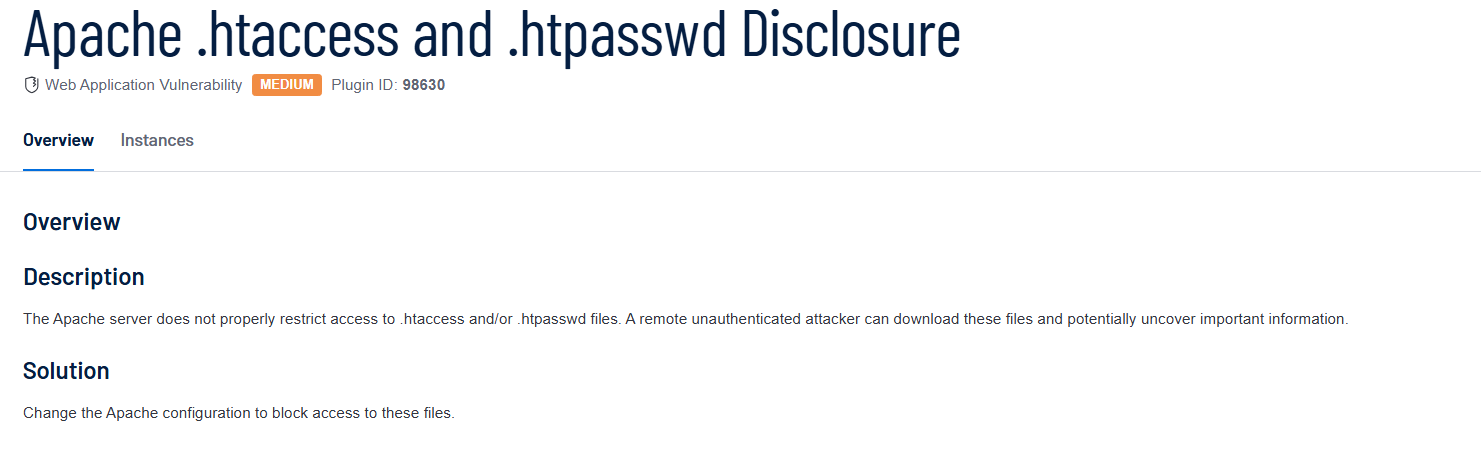 Apache .htaccess and .htpasswd Disclosure
Web Application Vulnerability MEDIUM Plugin ID: 98630
Overview Instances
Overview
Description
The Apache server does not properly restrict access to .htaccess and/or .htpasswd files. A remote unauthenticated attacker can download these files and potentially uncover important information.
Solution
Change the Apache configuration to block access to these files.